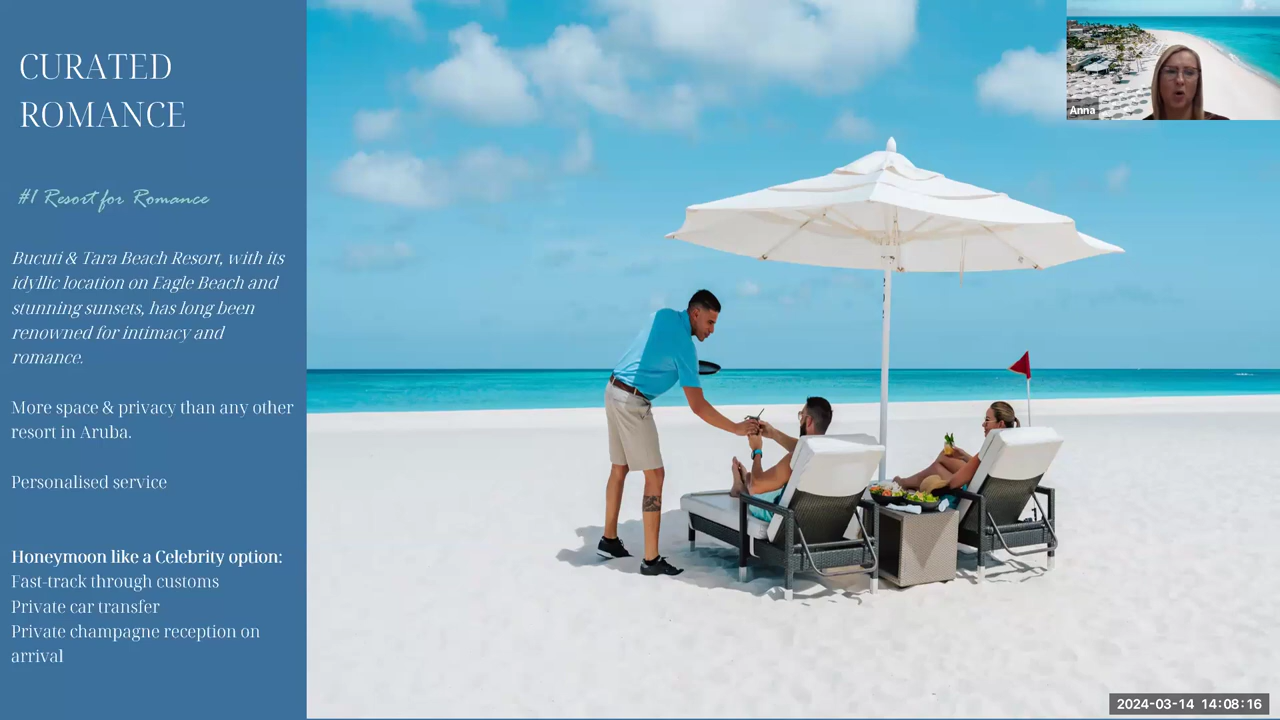 CURATED
ROMANCE
#1 Resort for Romance
Bucuti & Tara Beach Resort, with its
idyllic location on Eagle Beach and
stunning sunsets, has long been
renowned for intimacy and
romance.
More space & privacy than any other
resort in Aruba.
Personalised service
Honeymoon like a Celebrity option:
Fast-track through customs
Private car transfer
Private champagne reception on
arrival
Anna
2024-03-14 14:08:16